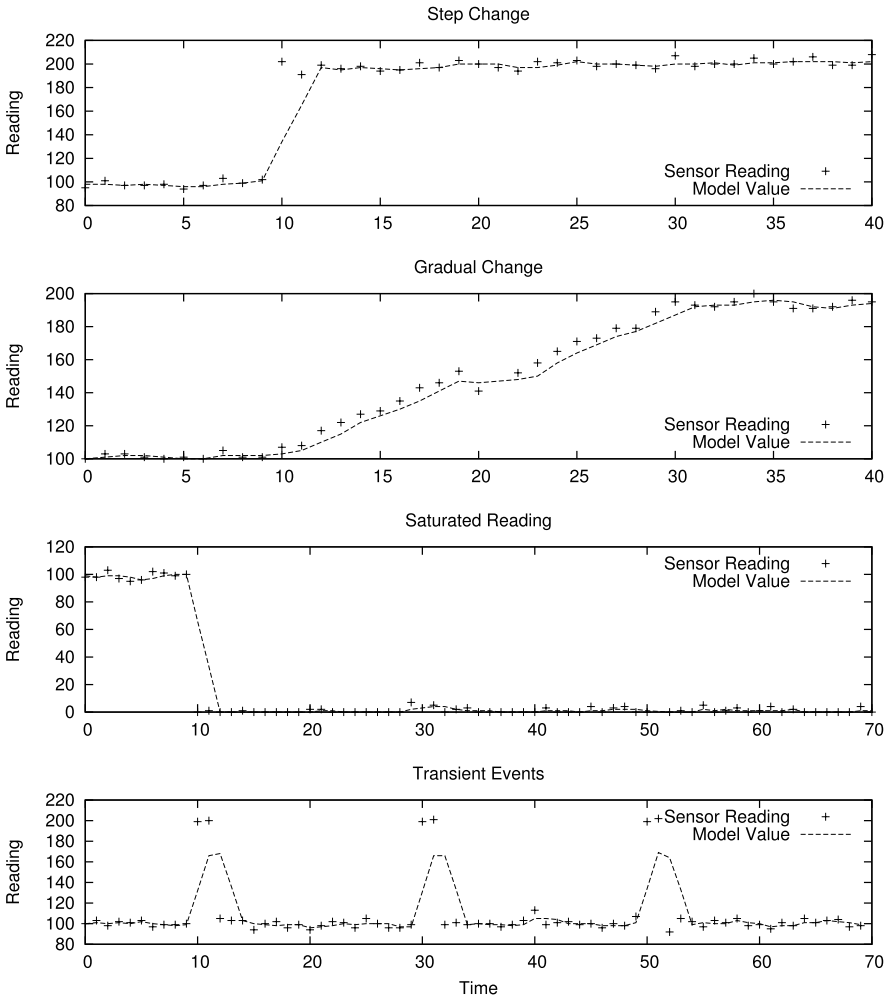 Step Change
220
200
180
160
140
120
100
80
Reading
Sensor Reading
Model Value
0 5 10 15 20 25 30 35 40
Gradual Change
200
180
160
140
120
100
Reading
Sensor Reading
Model Value
0 5 10 15 20 25 30 35 40
Saturated Reading
120
100
80
60
40
20
0
Reading
Sensor Reading
Model Value
0 10 20 30 40 50 60 70
Transient Events
220
200
180
160
140
120
100
80
Reading
Sensor Reading
Model Value
0 10 20 30 40 50 60 70
Time